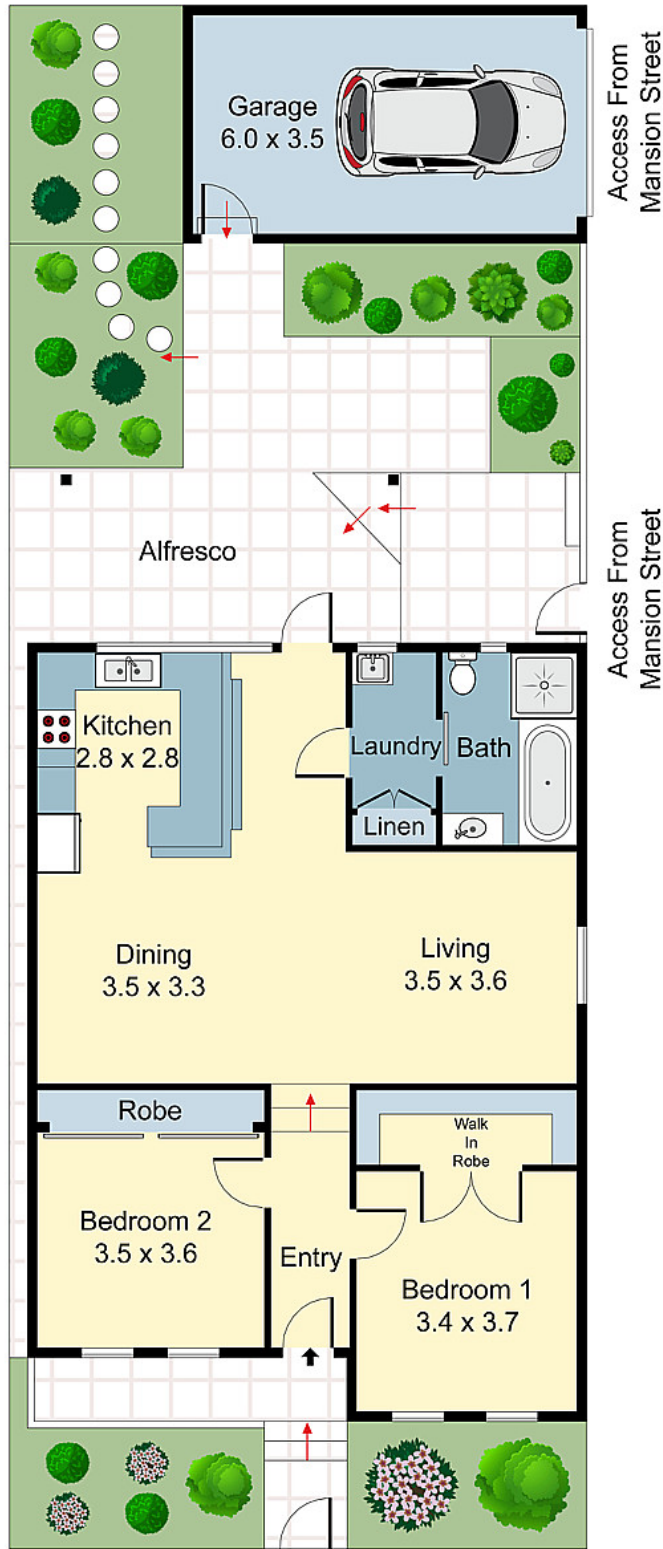 Garage
6.0 x 3.5
Access From
Mansion Street
Alfresco
Access From
Mansion Street
Kitchen
2.8 x 2.8
Laundry
Bath
Linen
Dining
3.5 x 3.3
Living
3.5 x 3.6
Robe
Walk
In
Robe
Bedroom 2
3.5 x 3.6
Entry
Bedroom 1
3.4 x 3.7